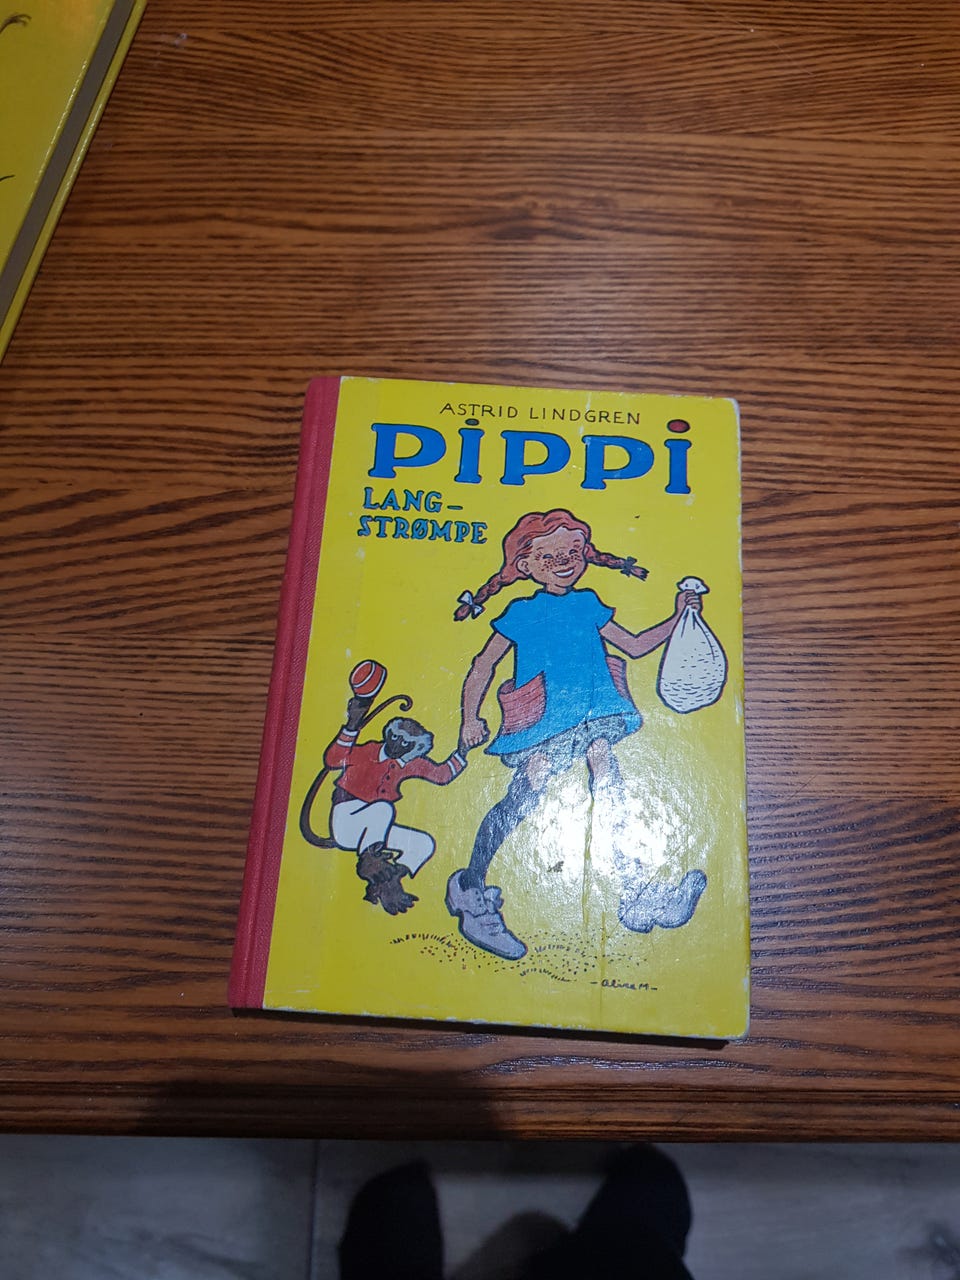 ASTRID LINDGREN
PIPPI
LANG-
STRØMPE